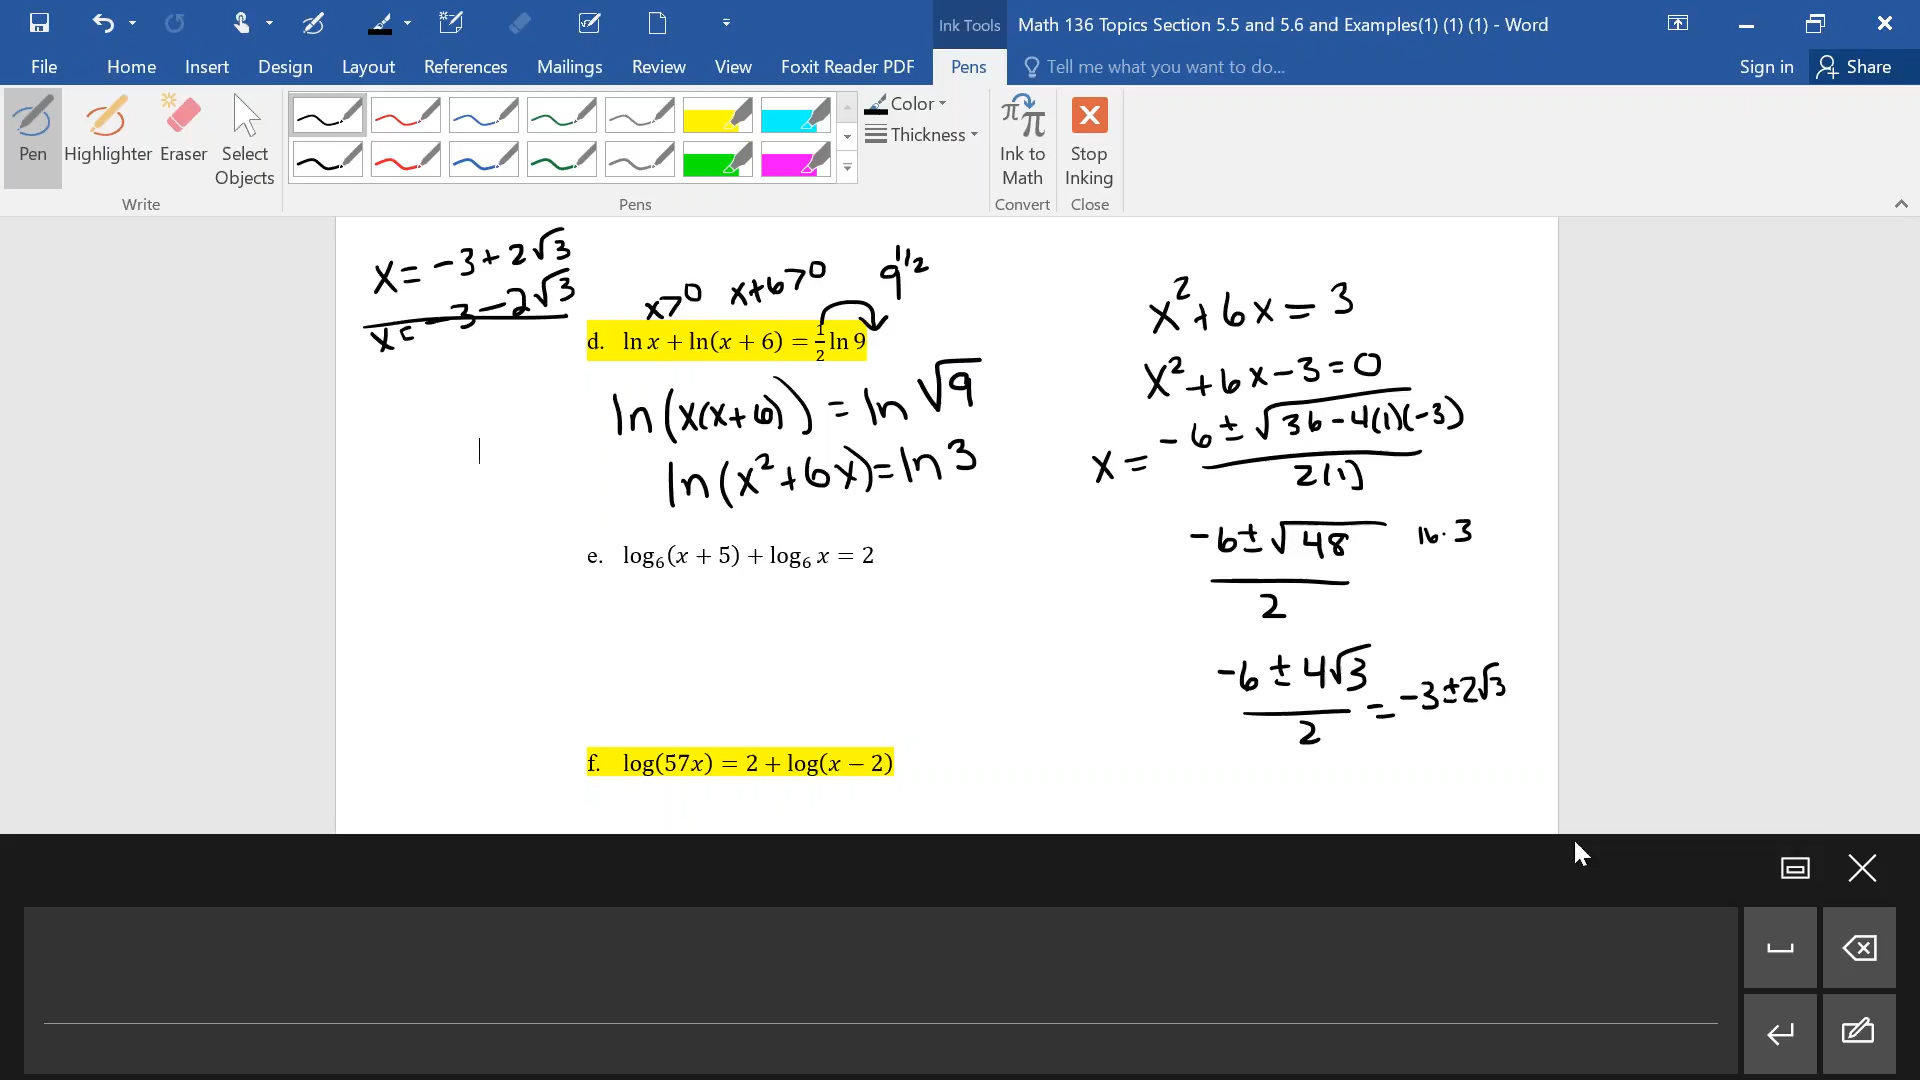 Ink Tools
Math 136 Topics Section 5.5 and 5.6 and Examples(1) (1) (1) - Word
File Home Insert Design Layout References Mailings Review View Foxit Reader PDF Pens Tell me what you want to do... Sign in Share
Pen Highlighter Eraser Select Objects
Color
Thickness
Ink to Math
Stop Inking
Write Pens Convert Close
x = -3 + 2√3
x = -3 - 2√3
x>0 x+6>0 9^1/2
d. ln x + ln(x + 6) = 1/2 ln 9
ln(x(x+6)) = ln √9
ln(x²+6x) = ln 3
e. log₆(x + 5) + log₆ x = 2
f. log(57x) = 2 + log(x − 2)
x²+6x = 3
x²+6x-3=0
x = (-6 ± √36-4(1)(-3)) / 2(1)
(-6 ± √48) / 2 16·3
(-6 ± 4√3) / 2 = -3±2√3